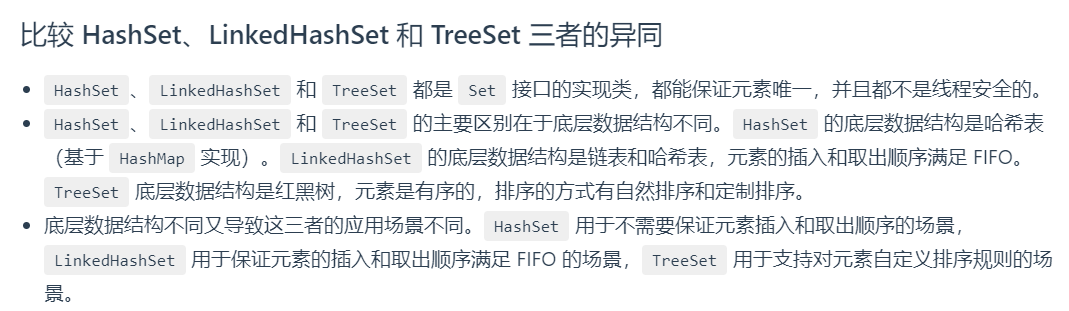 比较 HashSet、LinkedHashSet 和 TreeSet 三者的异同
• HashSet 、 LinkedHashSet 和 TreeSet 都是 Set 接口的实现类，都能保证元素唯一，并且都不是线程安全的。
• HashSet 、 LinkedHashSet 和 TreeSet 的主要区别在于底层数据结构不同。 HashSet 的底层数据结构是哈希表
（基于 HashMap 实现）。 LinkedHashSet 的底层数据结构是链表和哈希表，元素的插入和取出顺序满足 FIFO。
TreeSet 底层数据结构是红黑树，元素是有序的，排序的方式有自然排序和定制排序。
• 底层数据结构不同又导致这三者的应用场景不同。 HashSet 用于不需要保证元素插入和取出顺序的场景，
LinkedHashSet 用于保证元素的插入和取出顺序满足 FIFO 的场景， TreeSet 用于支持对元素自定义排序规则的场
景。